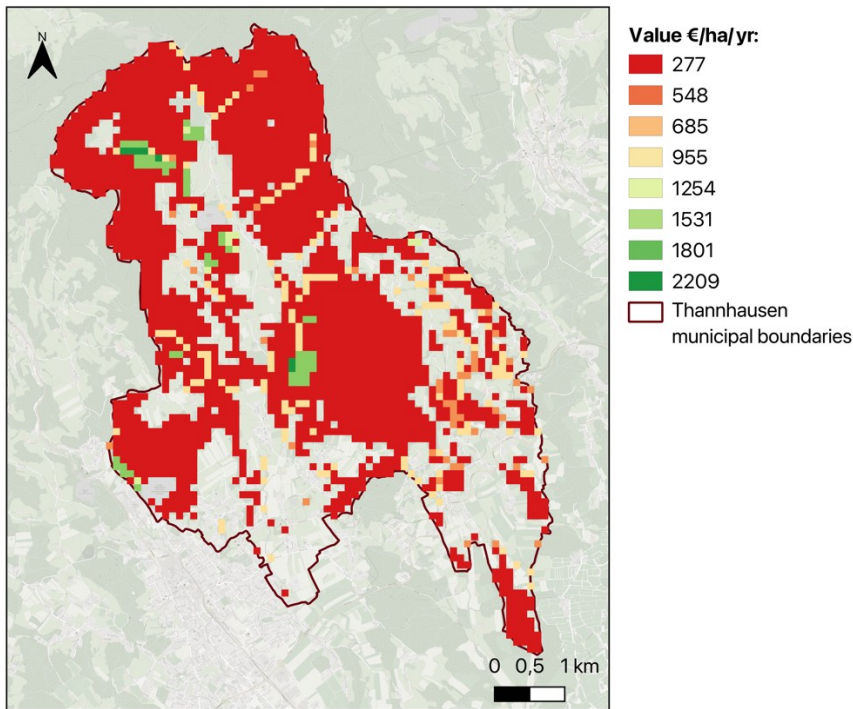 N
Value €/ha/yr:
277
548
685
955
1254
1531
1801
2209
Thannhausen
municipal boundaries
0 0,5 1 km